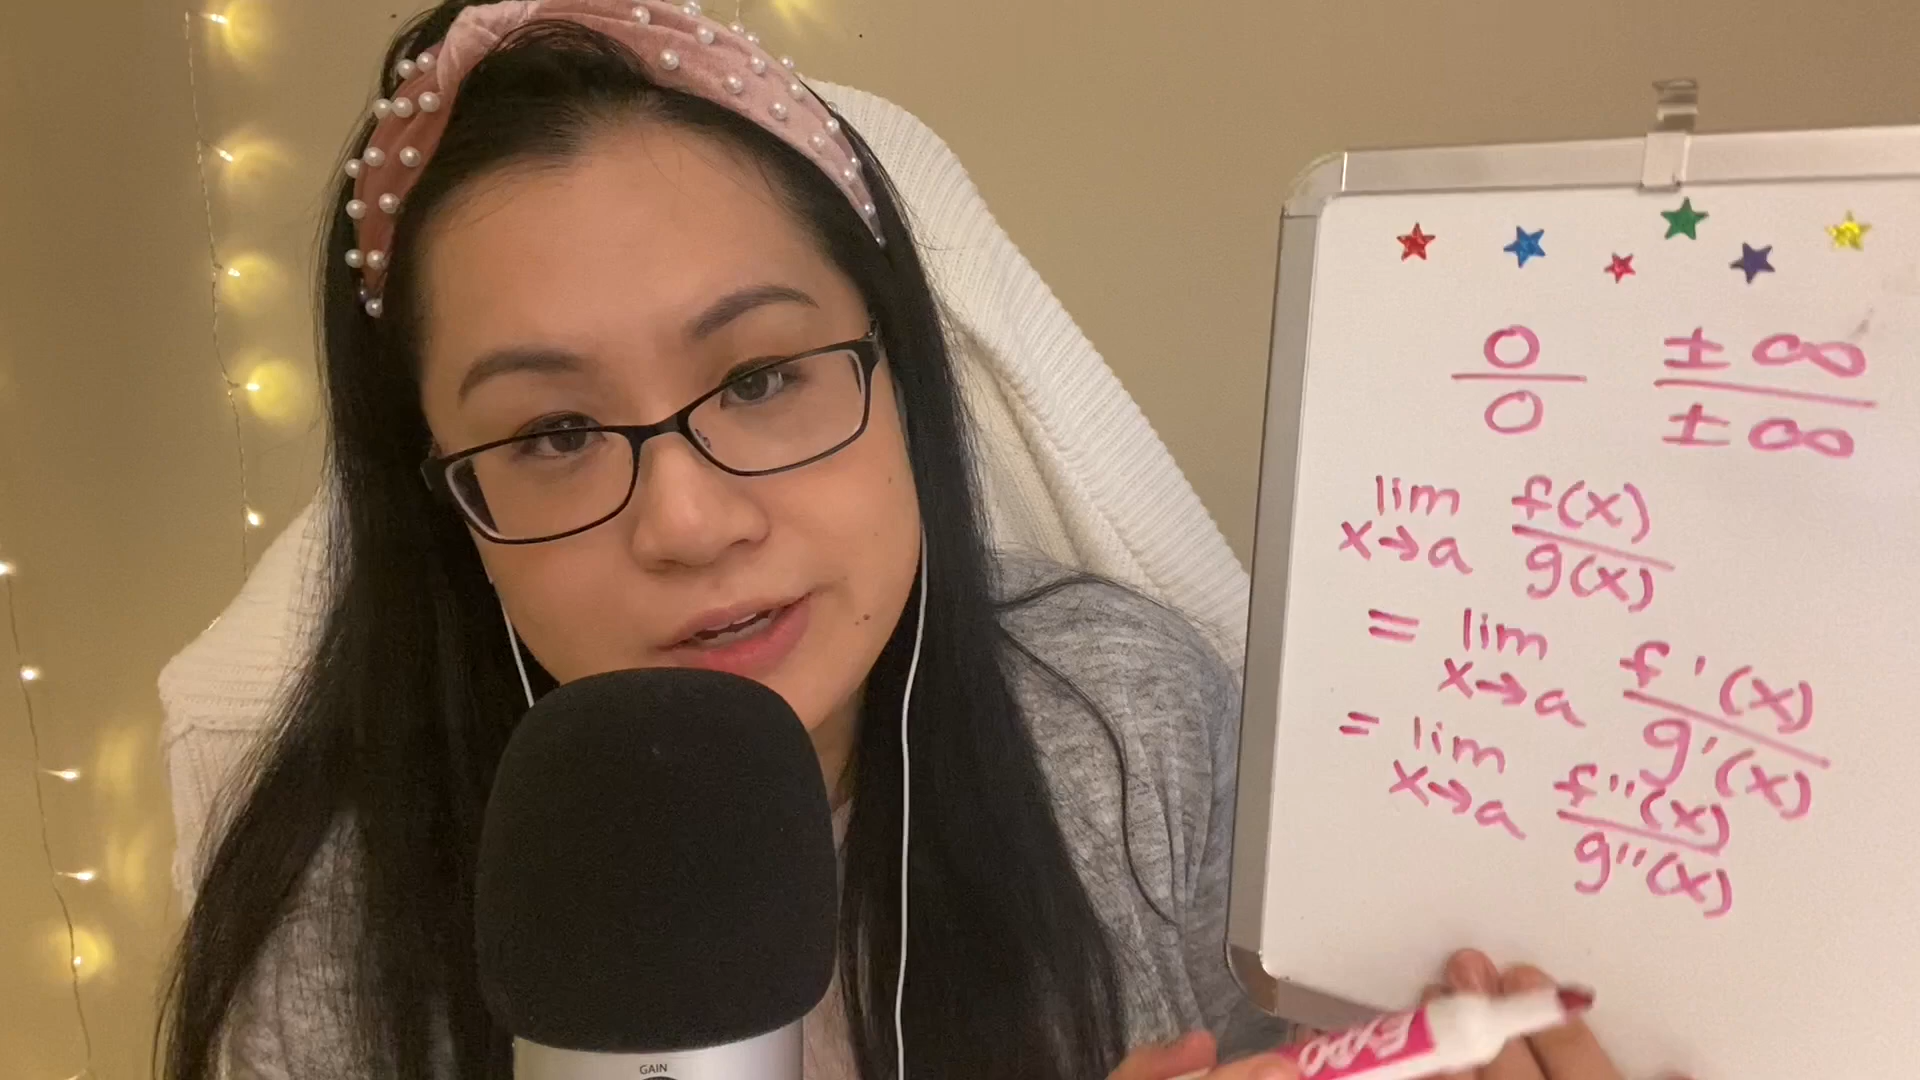 0/0 ±∞/±∞
lim x→a f(x)/g(x)
= lim x→a f'(x)/g'(x)
= lim x→a f''(x)/g''(x)
EXPO
GAIN